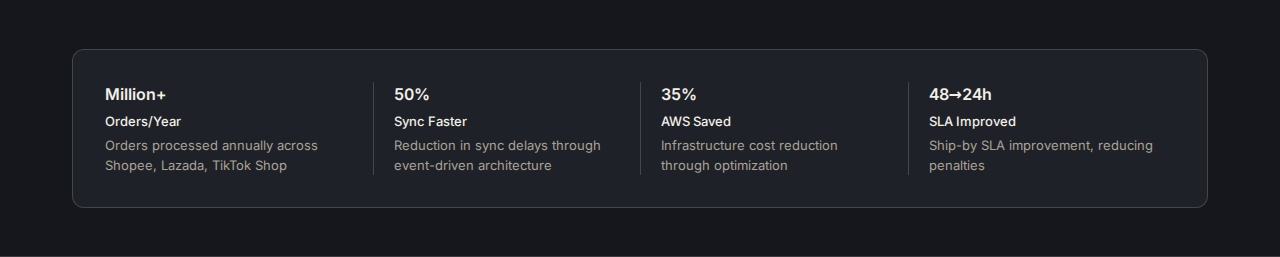 Million+
Orders/Year
Orders processed annually across
Shopee, Lazada, TikTok Shop
50%
Sync Faster
Reduction in sync delays through
event-driven architecture
35%
AWS Saved
Infrastructure cost reduction
through optimization
48→24h
SLA Improved
Ship-by SLA improvement, reducing
penalties